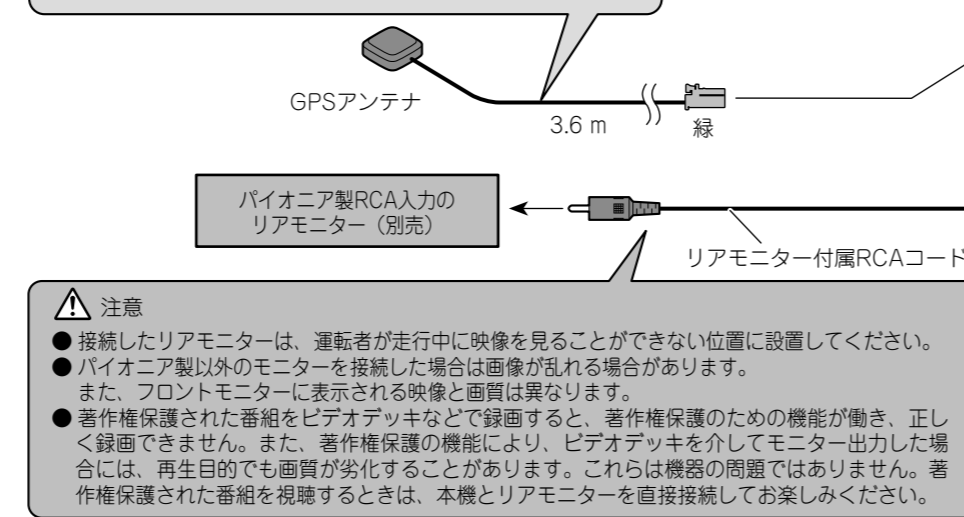 GPSアンテナ
3.6 m
緑
パイオニア製RCA入力の
リアモニター（別売）
リアモニター付属RCAコード
注意
● 接続したリアモニターは、運転者が走行中に映像を見ることができない位置に設置してください。
● パイオニア製以外のモニターを接続した場合は画像が乱れる場合があります。
また、フロントモニターに表示される映像と画質は異なります。
● 著作権保護された番組をビデオデッキなどで録画すると、著作権保護のための機能が働き、正し
く録画できません。また、著作権保護の機能により、ビデオデッキを介してモニター出力した場
合には、再生目的でも画質が劣化することがあります。これらは機器の問題ではありません。著
作権保護された番組を視聴するときは、本機とリアモニターを直接接続してお楽しみください。